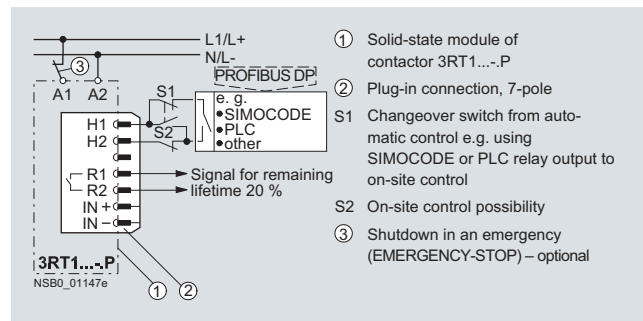 L1/L+
N/L-
③
PROFIBUS DP
A1 A2
S1
e. g.
●SIMOCODE
●PLC
●other
H1
S2
H2
R1 Signal for remaining
R2 lifetime 20 %
IN +
IN –
3RT1...-.P
NSB0_01147e
① ②
① Solid-state module of
contactor 3RT1...-.P
② Plug-in connection, 7-pole
S1 Changeover switch from auto-
matic control e.g. using
SIMOCODE or PLC relay output to
on-site control
S2 On-site control possibility
③ Shutdown in an emergency
(EMERGENCY-STOP) – optional